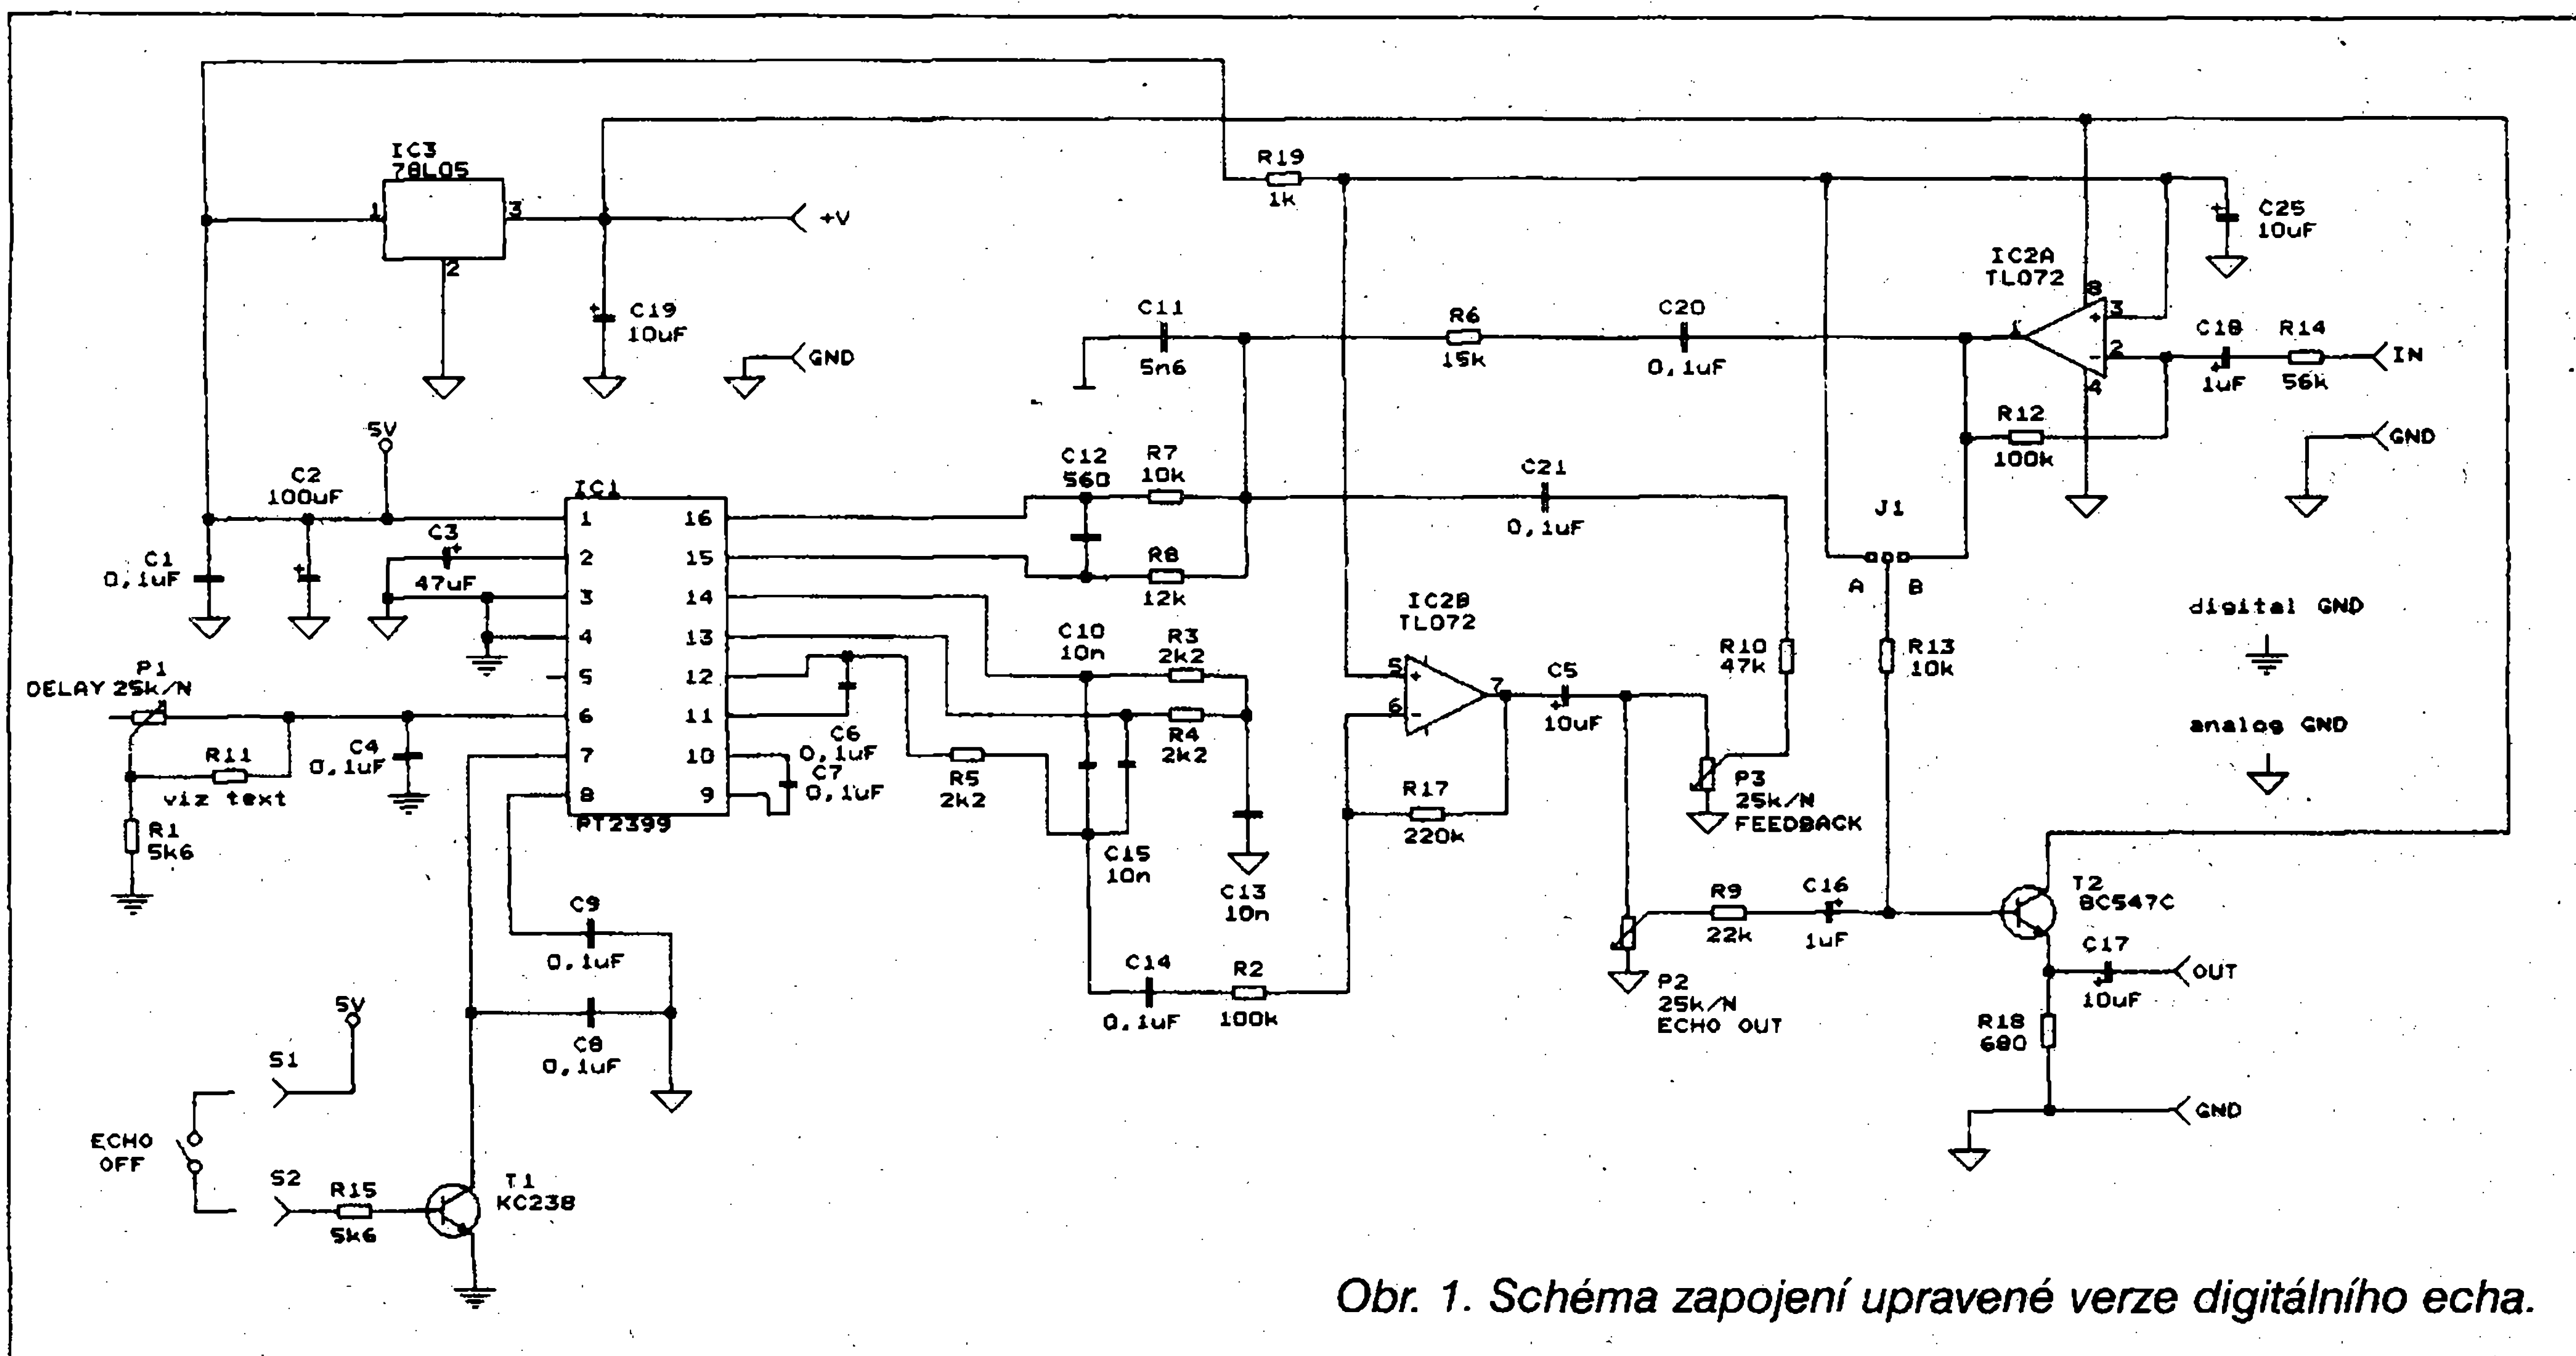 IC3
78L05
1
3
2
+V
C19
10uF
GND
R19
1k
C25
10uF
IC2A
TL072
8
3
+
2
-
4
1
C18
1uF
R14
56k
IN
R12
100k
GND
C11
5n6
R6
15k
C20
0,1uF
5V
C2
100uF
C1
0,1uF
C3
47uF
IC1
1
2
3
4
5
6
7
8
16
15
14
13
12
11
10
9
PT2399
C12
560
R7
10k
R8
12k
C21
0,1uF
J1
A
B
R13
10k
digital GND
analog GND
P1
DELAY 25k/N
R11
viz text
R1
5k6
C4
0,1uF
C10
10n
R3
2k2
R4
2k2
C6
0,1uF
C7
0,1uF
R5
2k2
C15
10n
C13
10n
C14
0,1uF
R2
100k
IC2B
TL072
5
+
6
-
7
C5
10uF
R17
220k
R10
47k
P3
25k/N
FEEDBACK
P2
25k/N
ECHO OUT
R9
22k
C16
1uF
T2
BC547C
C17
10uF
OUT
R18
680
GND
C9
0,1uF
C8
0,1uF
5V
S1
ECHO
OFF
S2
R15
5k6
T1
KC238
Obr. 1. Schéma zapojení upravené verze digitálního echa.